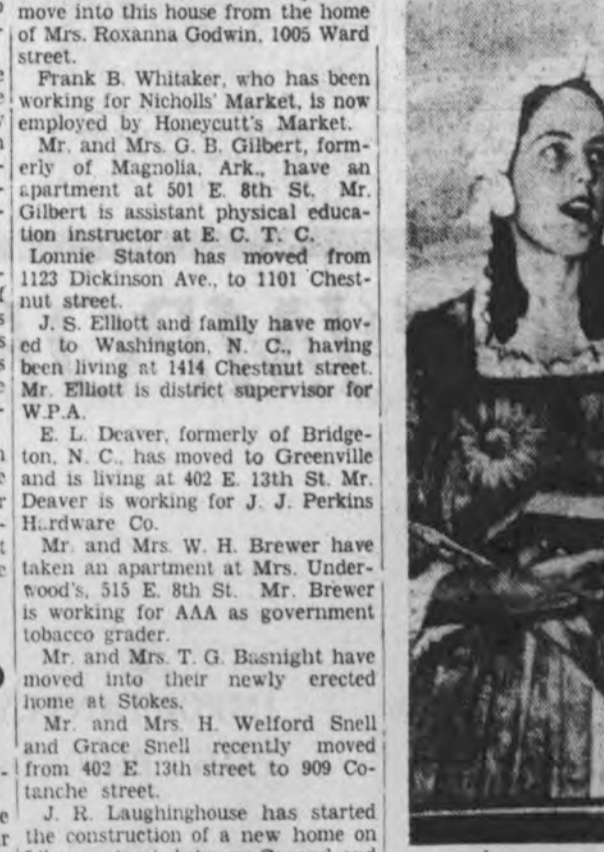 move into this house from the home
of Mrs. Roxanna Godwin, 1005 Ward
street.
Frank B. Whitaker, who has been
working for Nicholls' Market, is now
employed by Honeycutt's Market.
Mr. and Mrs. G. B. Gilbert, form-
erly of Magnolia, Ark., have an
apartment at 501 E. 8th St. Mr.
Gilbert is assistant physical educa-
tion instructor at E. C. T. C.
Lonnie Staton has moved from
1123 Dickinson Ave., to 1101 Chest-
nut street.
J. S. Elliott and family have mov-
ed to Washington, N. C., having
been living at 1414 Chestnut street.
Mr. Elliott is district supervisor for
W.P.A.
E. L. Deaver, formerly of Bridge-
ton, N. C., has moved to Greenville
and is living at 402 E. 13th St. Mr.
Deaver is working for J. J. Perkins
Hardware Co.
Mr. and Mrs. W. H. Brewer have
taken an apartment at Mrs. Under-
wood's, 515 E. 8th St. Mr. Brewer
is working for AAA as government
tobacco grader.
Mr. and Mrs. T. G. Basnight have
moved into their newly erected
home at Stokes.
Mr. and Mrs. H. Welford Snell
and Grace Snell recently moved
from 402 E. 13th street to 909 Co-
tanche street.
J. R. Laughinghouse has started
the construction of a new home on